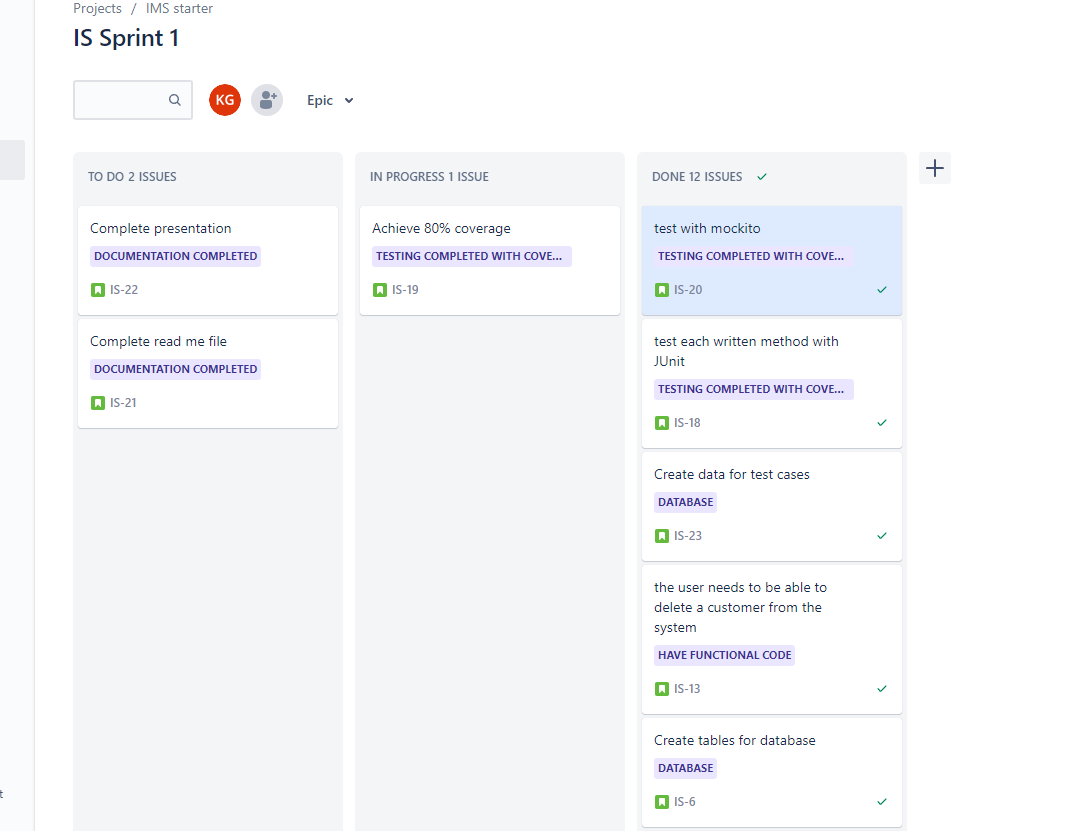 Projects / IMS starter
IS Sprint 1
KG
Epic
TO DO 2 ISSUES
Complete presentation
DOCUMENTATION COMPLETED
IS-22
Complete read me file
DOCUMENTATION COMPLETED
IS-21
IN PROGRESS 1 ISSUE
Achieve 80% coverage
TESTING COMPLETED WITH COVE...
IS-19
DONE 12 ISSUES
test with mockito
TESTING COMPLETED WITH COVE...
IS-20
test each written method with
JUnit
TESTING COMPLETED WITH COVE...
IS-18
Create data for test cases
DATABASE
IS-23
the user needs to be able to
delete a customer from the
system
HAVE FUNCTIONAL CODE
IS-13
Create tables for database
DATABASE
IS-6
t